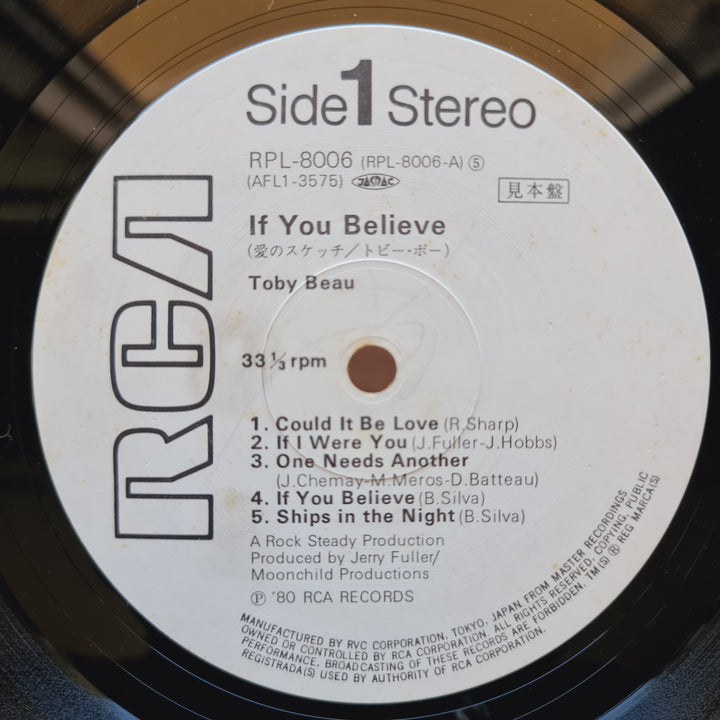 Side 1 Stereo
RPL-8006 (RPL-8006-A) ⑤
(AFL1-3575) JASRAC
見本盤
If You Believe
(愛のスケッチ/トビー・ボー)
Toby Beau
RCA
33 1/3 rpm
1. Could It Be Love (R.Sharp)
2. If I Were You (J.Fuller-J.Hobbs)
3. One Needs Another
(J.Chemay-M.Meros-D.Batteau)
4. If You Believe (B.Silva)
5. Ships in the Night (B.Silva)
A Rock Steady Production
Produced by Jerry Fuller/
Moonchild Productions
Ⓟ '80 RCA RECORDS
MANUFACTURED BY RVC CORPORATION, TOKYO, JAPAN, FROM MASTER RECORDINGS
OWNED OR CONTROLLED BY RCA CORPORATION. ALL RIGHTS RESERVED, COPYING, PUBLIC
PERFORMANCE, BROADCASTING OF THESE RECORDS ARE FORBIDDEN. TM(S) ® REG MARCA(S)
REGISTRADA(S) USED BY AUTHORITY OF RCA CORPORATION.